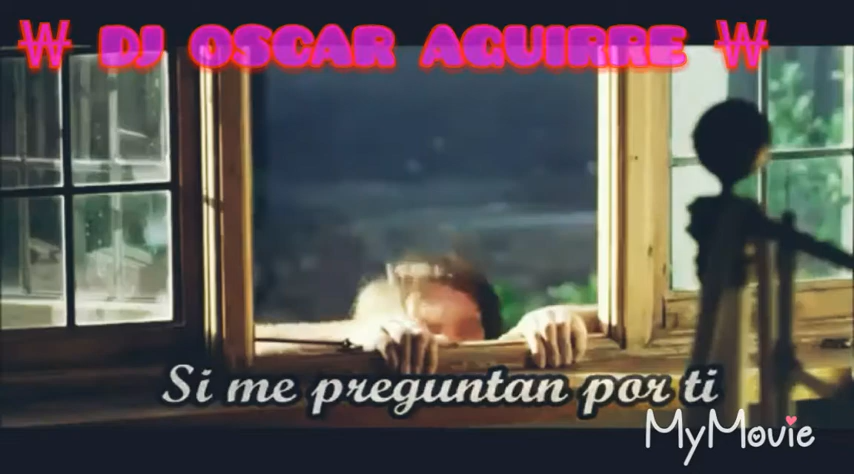 ₩ DJ OSCAR AGUIRRE ₩
Si me preguntan por ti
MyMovie